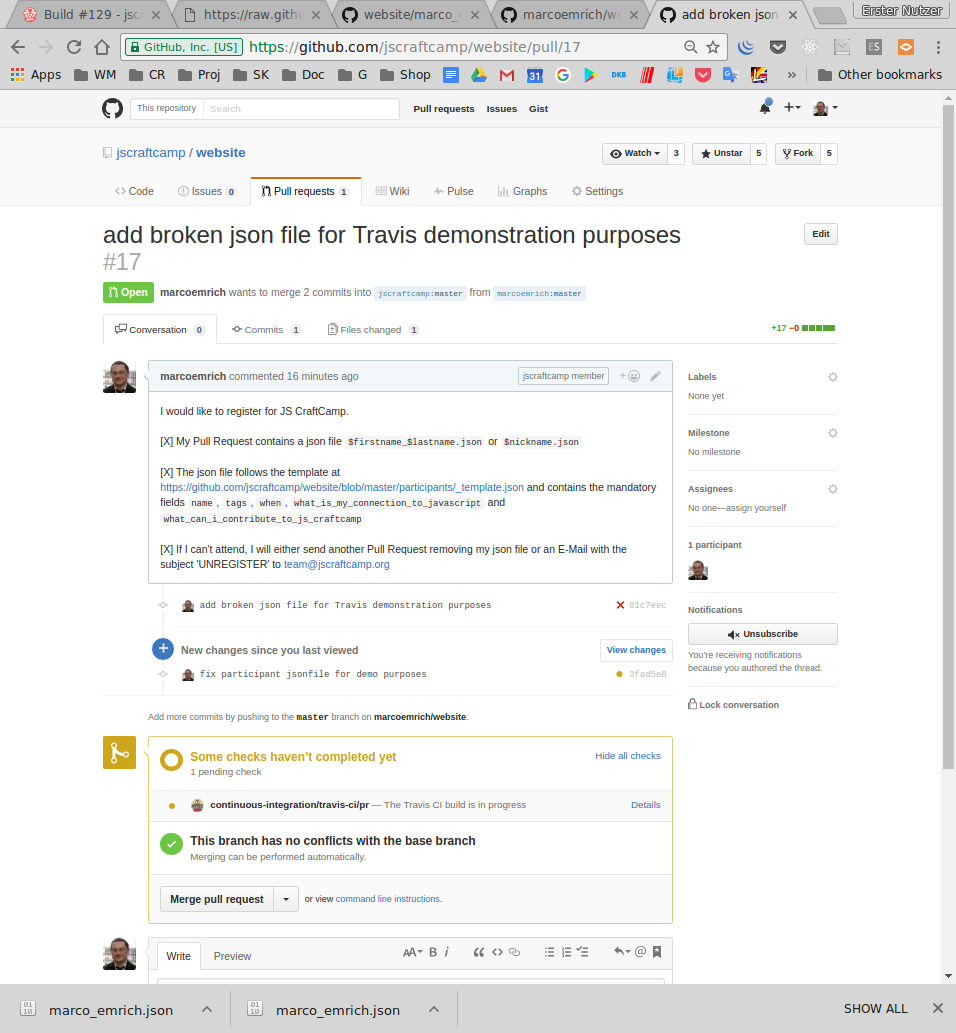 Build #129 - jsc
https://raw.gith
website/marco_
marcoemrich/we
add broken json
Erster Nutzer
GitHub, Inc. [US] https://github.com/jscraftcamp/website/pull/17
ES
Apps WM CR Proj SK Doc G Shop 31 G DKB » Other bookmarks
This repository Search Pull requests Issues Gist
jscraftcamp / website
Watch 3 Unstar 5 Fork 5
Code Issues 0 Pull requests 1 Wiki Pulse Graphs Settings
add broken json file for Travis demonstration purposes
#17
Edit
Open marcoemrich wants to merge 2 commits into jscraftcamp:master from marcoemrich:master
Conversation 0 Commits 1 Files changed 1 +17 −0
marcoemrich commented 16 minutes ago jscraftcamp member
I would like to register for JS CraftCamp.
[X] My Pull Request contains a json file $firstname_$lastname.json or $nickname.json
[X] The json file follows the template at
https://github.com/jscraftcamp/website/blob/master/participants/_template.json and contains the mandatory
fields name, tags, when, what_is_my_connection_to_javascript and
what_can_i_contribute_to_js_craftcamp
[X] If I can't attend, I will either send another Pull Request removing my json file or an E-Mail with the
subject 'UNREGISTER' to team@jscraftcamp.org
add broken json file for Travis demonstration purposes 81c7eec
New changes since you last viewed View changes
fix participant jsonfile for demo purposes 3fad5e8
Add more commits by pushing to the master branch on marcoemrich/website.
Some checks haven't completed yet Hide all checks
1 pending check
continuous-integration/travis-ci/pr — The Travis CI build is in progress Details
This branch has no conflicts with the base branch
Merging can be performed automatically.
Merge pull request or view command line instructions.
Write Preview AA B i “ <> @
Labels
None yet
Milestone
No milestone
Assignees
No one—assign yourself
1 participant
Notifications
Unsubscribe
You're receiving notifications
because you authored the thread.
Lock conversation
marco_emrich.json marco_emrich.json SHOW ALL